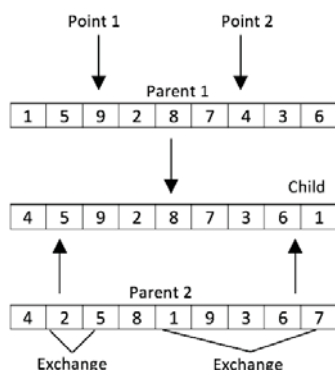 Point 1 Point 2
Parent 1
1 5 9 2 8 7 4 3 6
Child
4 5 9 2 8 7 3 6 1
Parent 2
4 2 5 8 1 9 3 6 7
Exchange Exchange